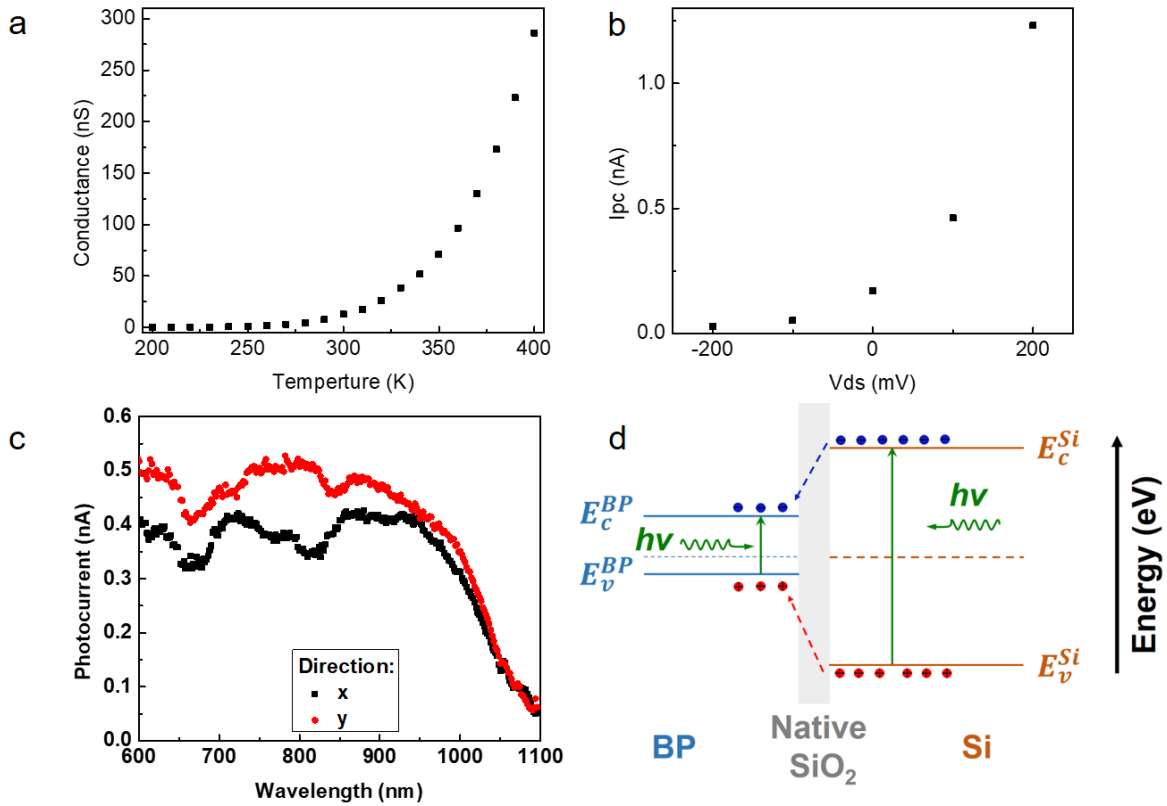 a
300
250
200
150
100
50
0
Conductance (nS)
200 250 300 350 400
Temperture (K)
b
1.0
0.5
0.0
Ipc (nA)
-200 0 200
Vds (mV)
c
0.6
0.5
0.4
0.3
0.2
0.1
0.0
Photocurrent (nA)
Direction:
x
y
600 700 800 900 1000 1100
Wavelength (nm)
d
E_c^Si
E_c^BP
hν
hν
E_v^BP
E_v^Si
Energy (eV)
BP
Native
SiO₂
Si